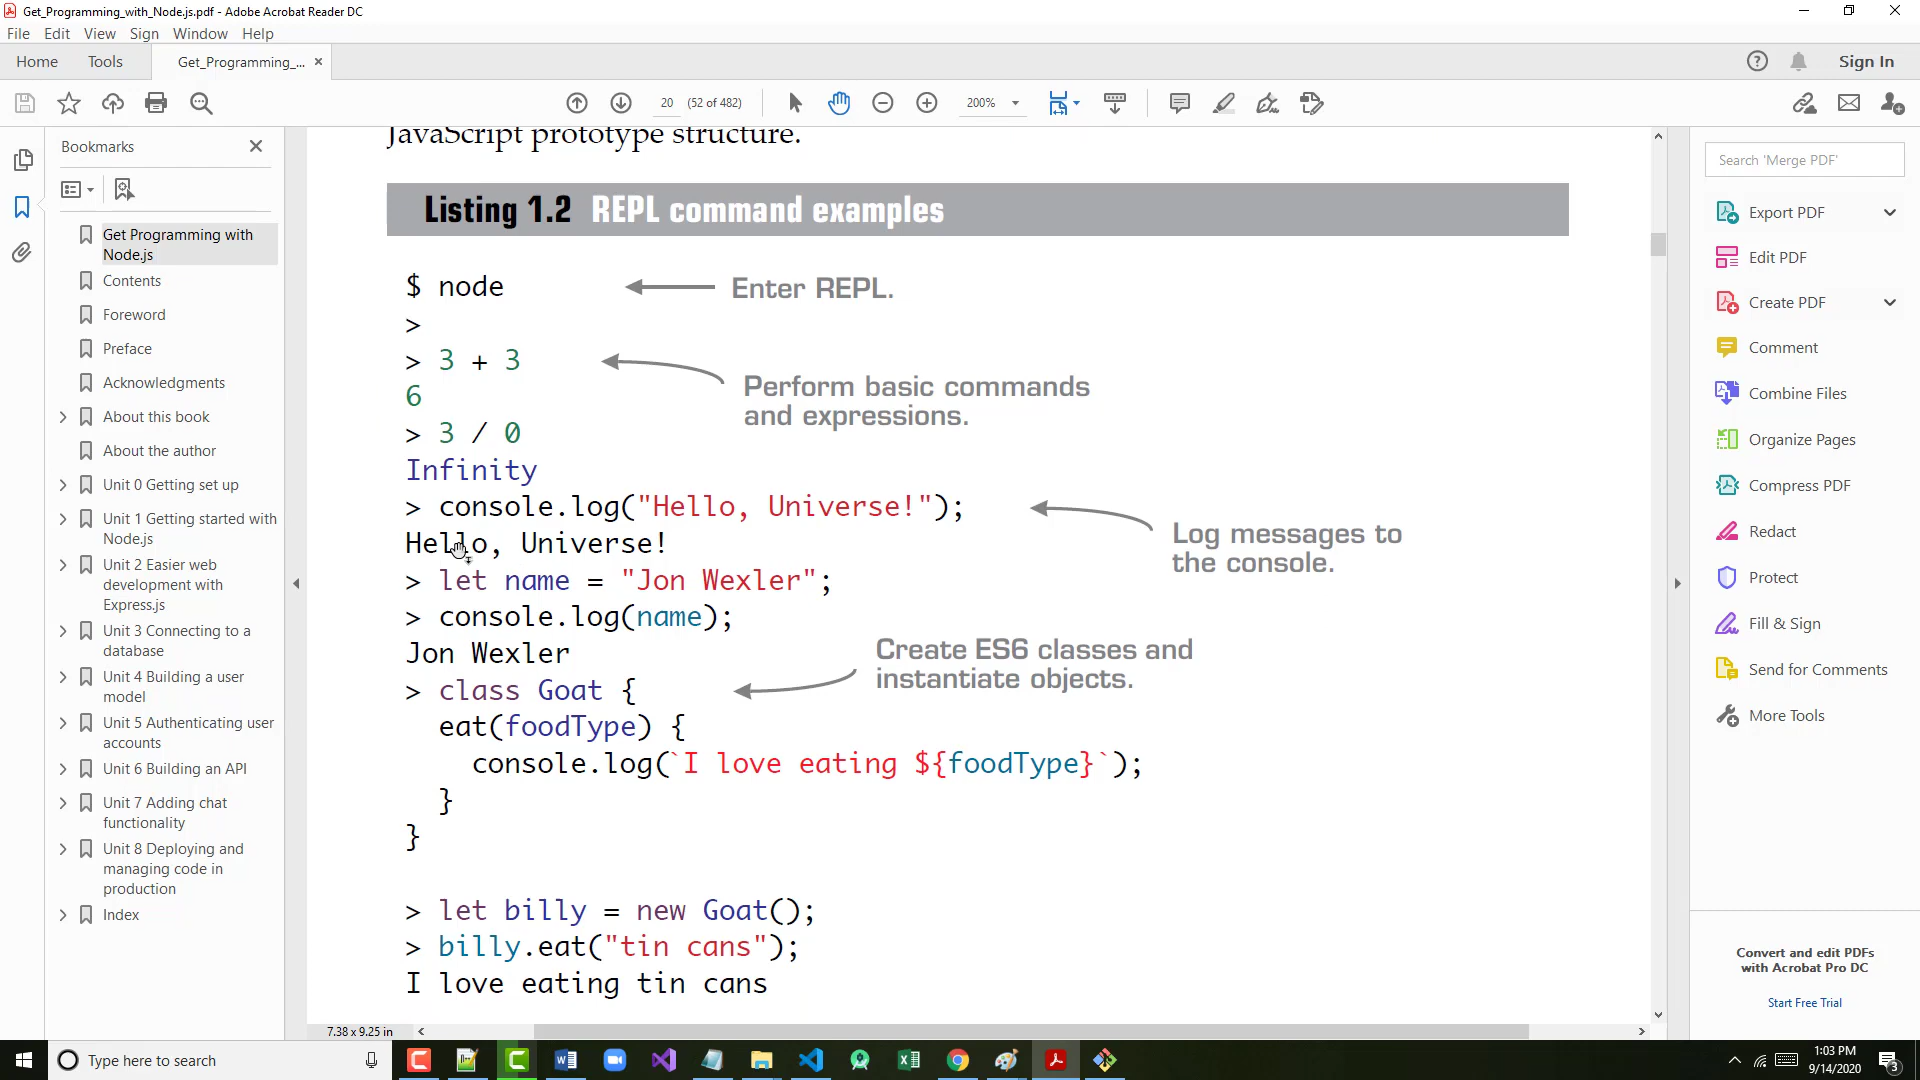 Get_Programming_with_Node.js.pdf - Adobe Acrobat Reader DC
File Edit View Sign Window Help
Home Tools Get_Programming_... × Sign In
20 (52 of 482) 200%
Bookmarks
Get Programming with
Node.js
Contents
Foreword
Preface
Acknowledgments
About this book
About the author
Unit 0 Getting set up
Unit 1 Getting started with
Node.js
Unit 2 Easier web
development with
Express.js
Unit 3 Connecting to a
database
Unit 4 Building a user
model
Unit 5 Authenticating user
accounts
Unit 6 Building an API
Unit 7 Adding chat
functionality
Unit 8 Deploying and
managing code in
production
Index
JavaScript prototype structure.
Listing 1.2 REPL command examples
$ node
Enter REPL.
>
> 3 + 3
6
Perform basic commands
and expressions.
> 3 / 0
Infinity
> console.log("Hello, Universe!");
Hello, Universe!
Log messages to
the console.
> let name = "Jon Wexler";
> console.log(name);
Jon Wexler
Create ES6 classes and
instantiate objects.
> class Goat {
eat(foodType) {
console.log(`I love eating ${foodType}`);
}
}
> let billy = new Goat();
> billy.eat("tin cans");
I love eating tin cans
7.38 x 9.25 in
Search 'Merge PDF'
Export PDF
Edit PDF
Create PDF
Comment
Combine Files
Organize Pages
Compress PDF
Redact
Protect
Fill & Sign
Send for Comments
More Tools
Convert and edit PDFs
with Acrobat Pro DC
Start Free Trial
Type here to search
1:03 PM
9/14/2020
3